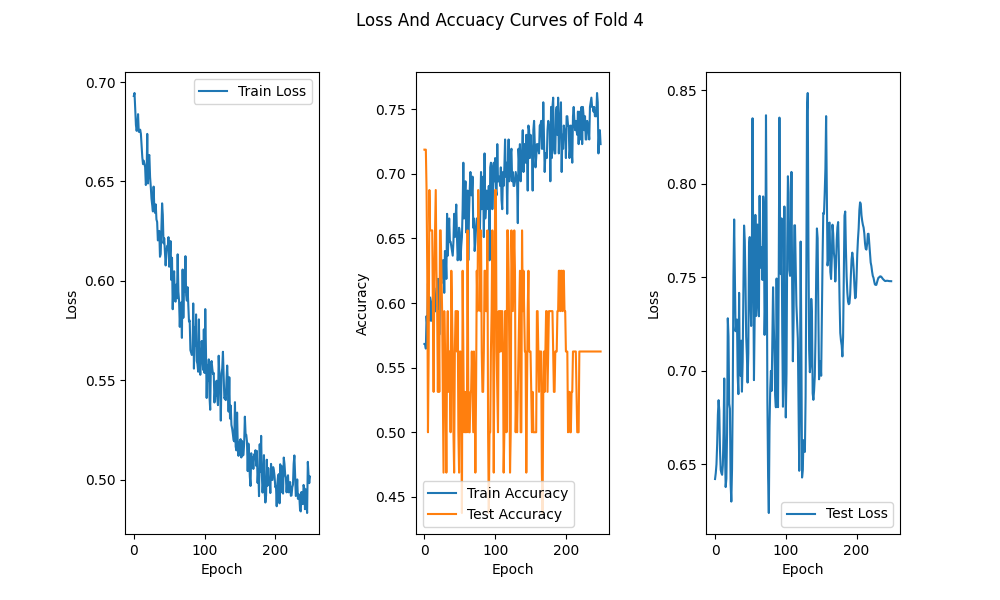 Loss And Accuacy Curves of Fold 4
Train Loss
0.70
0.65
0.60
0.55
0.50
Loss
0
100
200
Epoch
0.75
0.70
0.65
0.60
0.55
0.50
0.45
Accuracy
Train Accuracy
Test Accuracy
0
100
200
Epoch
0.85
0.80
0.75
0.70
0.65
Loss
Test Loss
0
100
200
Epoch